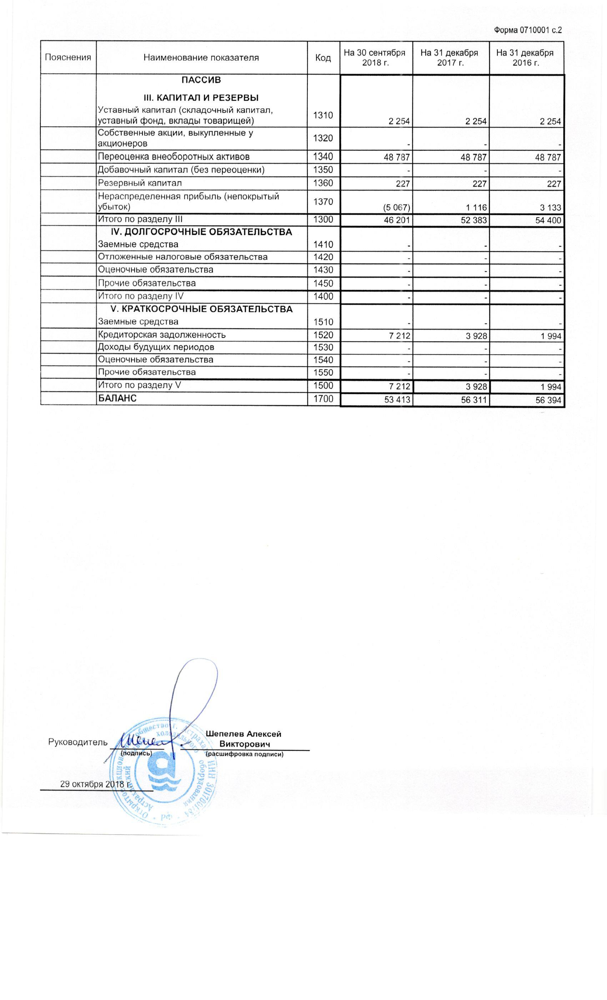 Форма 0710001 с.2
Пояснения Наименование показателя Код На 30 сентября 2018 г. На 31 декабря 2017 г. На 31 декабря 2016 г.
ПАССИВ
III. КАПИТАЛ И РЕЗЕРВЫ
Уставный капитал (складочный капитал,
уставный фонд, вклады товарищей) 1310 2 254 2 254 2 254
Собственные акции, выкупленные у
акционеров 1320 - - -
Переоценка внеоборотных активов 1340 48 787 48 787 48 787
Добавочный капитал (без переоценки) 1350 - - -
Резервный капитал 1360 227 227 227
Нераспределенная прибыль (непокрытый
убыток) 1370 (5 067) 1 116 3 133
Итого по разделу III 1300 46 201 52 383 54 400
IV. ДОЛГОСРОЧНЫЕ ОБЯЗАТЕЛЬСТВА
Заемные средства 1410 - - -
Отложенные налоговые обязательства 1420 - - -
Оценочные обязательства 1430 - - -
Прочие обязательства 1450 - - -
Итого по разделу IV 1400 - - -
V. КРАТКОСРОЧНЫЕ ОБЯЗАТЕЛЬСТВА
Заемные средства 1510 - - -
Кредиторская задолженность 1520 7 212 3 928 1 994
Доходы будущих периодов 1530 - - -
Оценочные обязательства 1540 - - -
Прочие обязательства 1550 - - -
Итого по разделу V 1500 7 212 3 928 1 994
БАЛАНС 1700 53 413 56 311 56 394
Шепелев Алексей
Руководитель Викторович
(подпись) (расшифровка подписи)
29 октября 2018 г.
Открытое акционерное общество г. Астрахань ИНН РФ
Астраханский завод холодильного оборудования